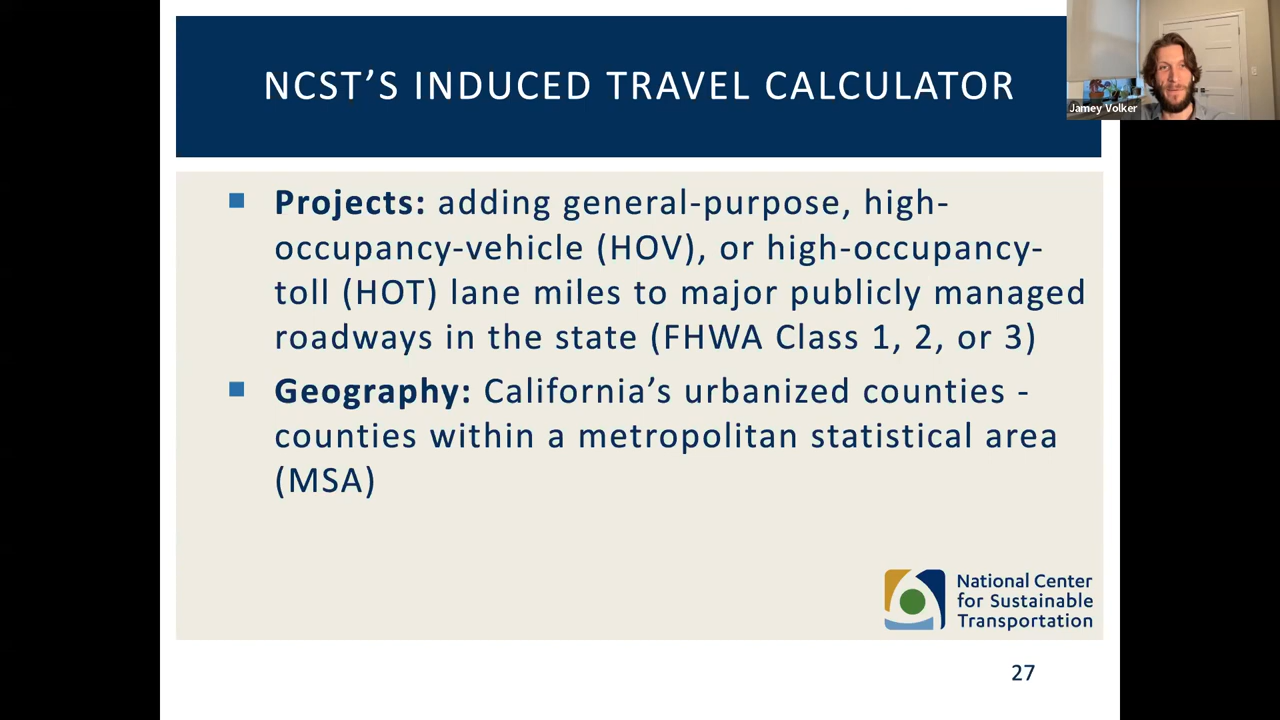 NCST’S INDUCED TRAVEL CALCULATOR
Jamey Volker
Projects: adding general-purpose, high-
occupancy-vehicle (HOV), or high-occupancy-
toll (HOT) lane miles to major publicly managed
roadways in the state (FHWA Class 1, 2, or 3)
Geography: California’s urbanized counties -
counties within a metropolitan statistical area
(MSA)
National Center
for Sustainable
Transportation
27